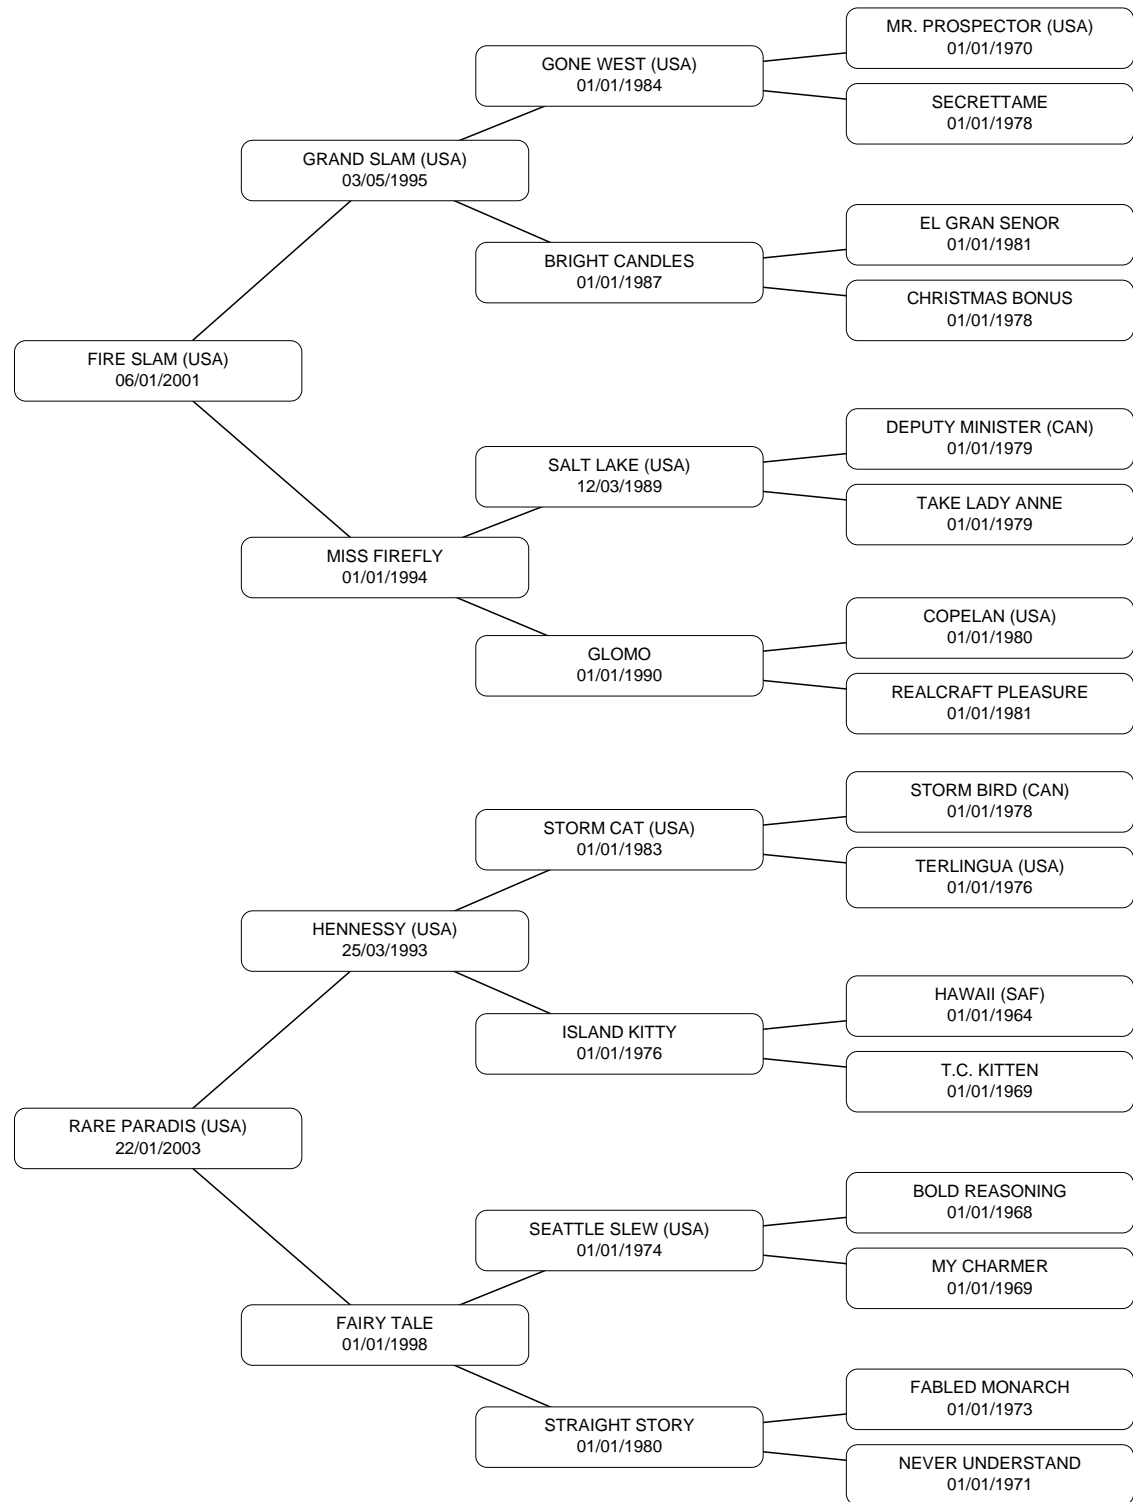 MR. PROSPECTOR (USA)
01/01/1970
GONE WEST (USA)
01/01/1984
SECRETTAME
01/01/1978
GRAND SLAM (USA)
03/05/1995
EL GRAN SENOR
01/01/1981
BRIGHT CANDLES
01/01/1987
CHRISTMAS BONUS
01/01/1978
FIRE SLAM (USA)
06/01/2001
DEPUTY MINISTER (CAN)
01/01/1979
SALT LAKE (USA)
12/03/1989
TAKE LADY ANNE
01/01/1979
MISS FIREFLY
01/01/1994
COPELAN (USA)
01/01/1980
GLOMO
01/01/1990
REALCRAFT PLEASURE
01/01/1981
STORM BIRD (CAN)
01/01/1978
STORM CAT (USA)
01/01/1983
TERLINGUA (USA)
01/01/1976
HENNESSY (USA)
25/03/1993
HAWAII (SAF)
01/01/1964
ISLAND KITTY
01/01/1976
T.C. KITTEN
01/01/1969
RARE PARADIS (USA)
22/01/2003
BOLD REASONING
01/01/1968
SEATTLE SLEW (USA)
01/01/1974
MY CHARMER
01/01/1969
FAIRY TALE
01/01/1998
FABLED MONARCH
01/01/1973
STRAIGHT STORY
01/01/1980
NEVER UNDERSTAND
01/01/1971